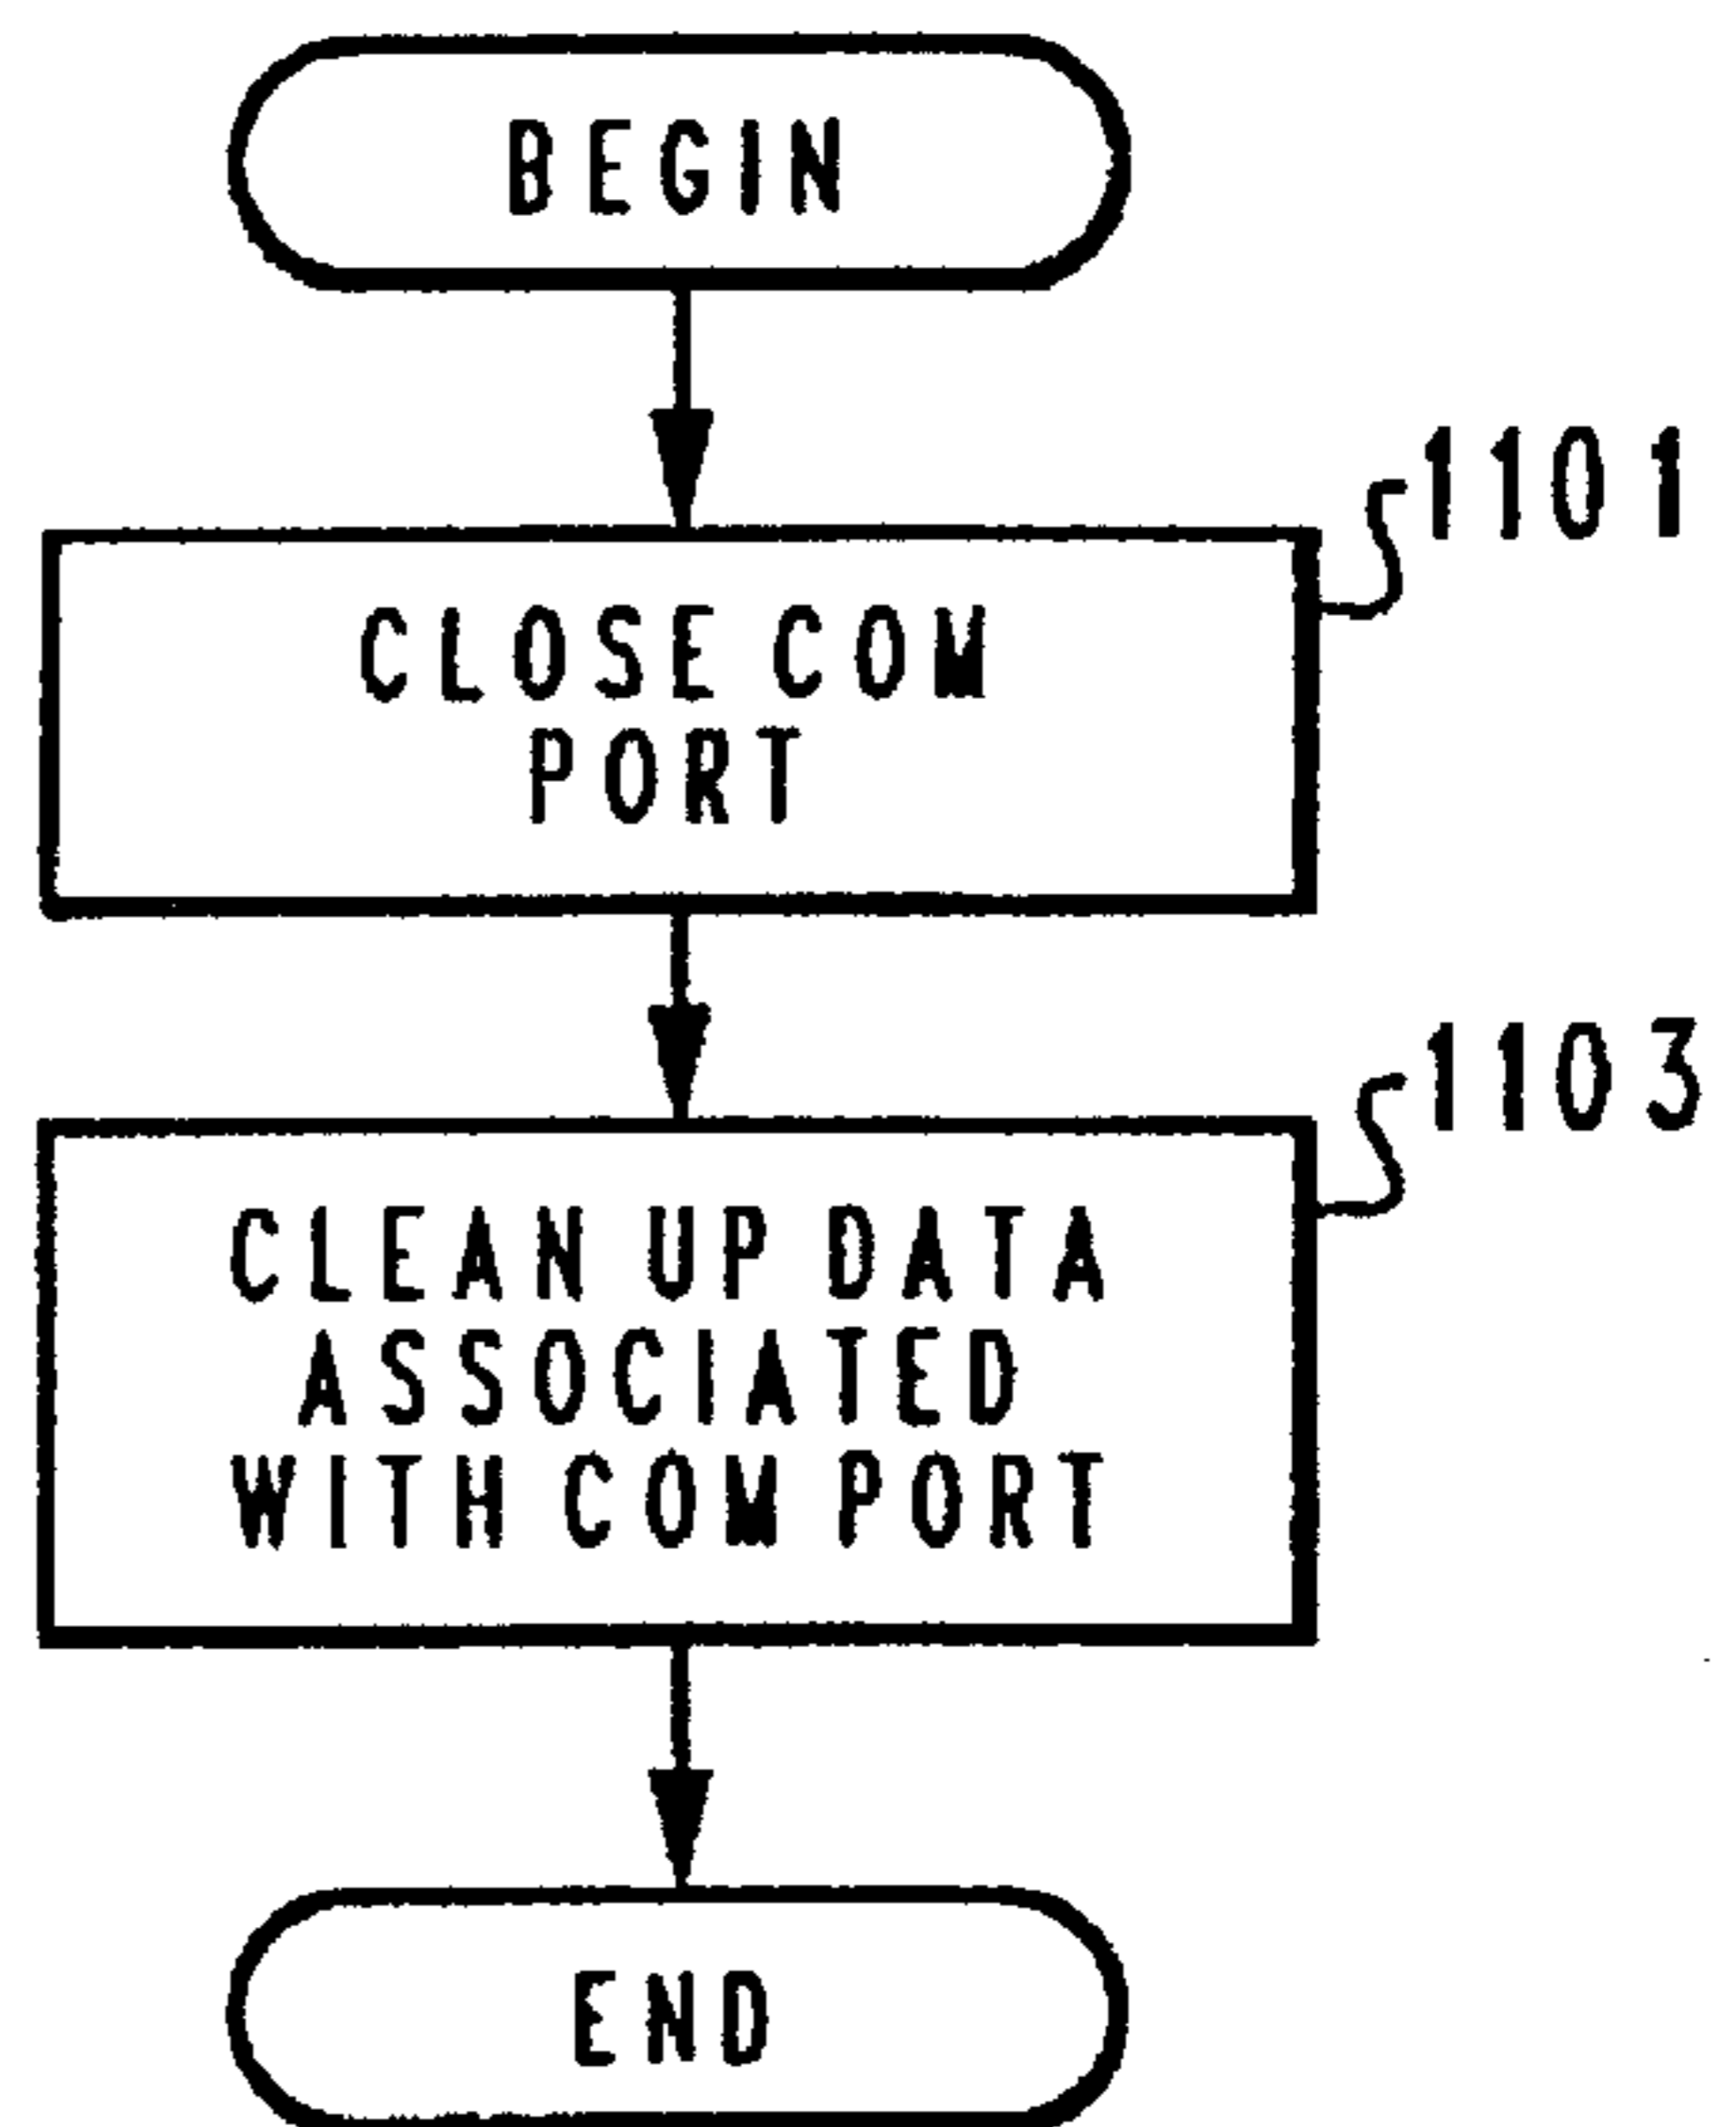 BEGIN
1101
CLOSE COM
PORT
1103
CLEAN UP DATA
ASSOCIATED
WITH COM PORT
END